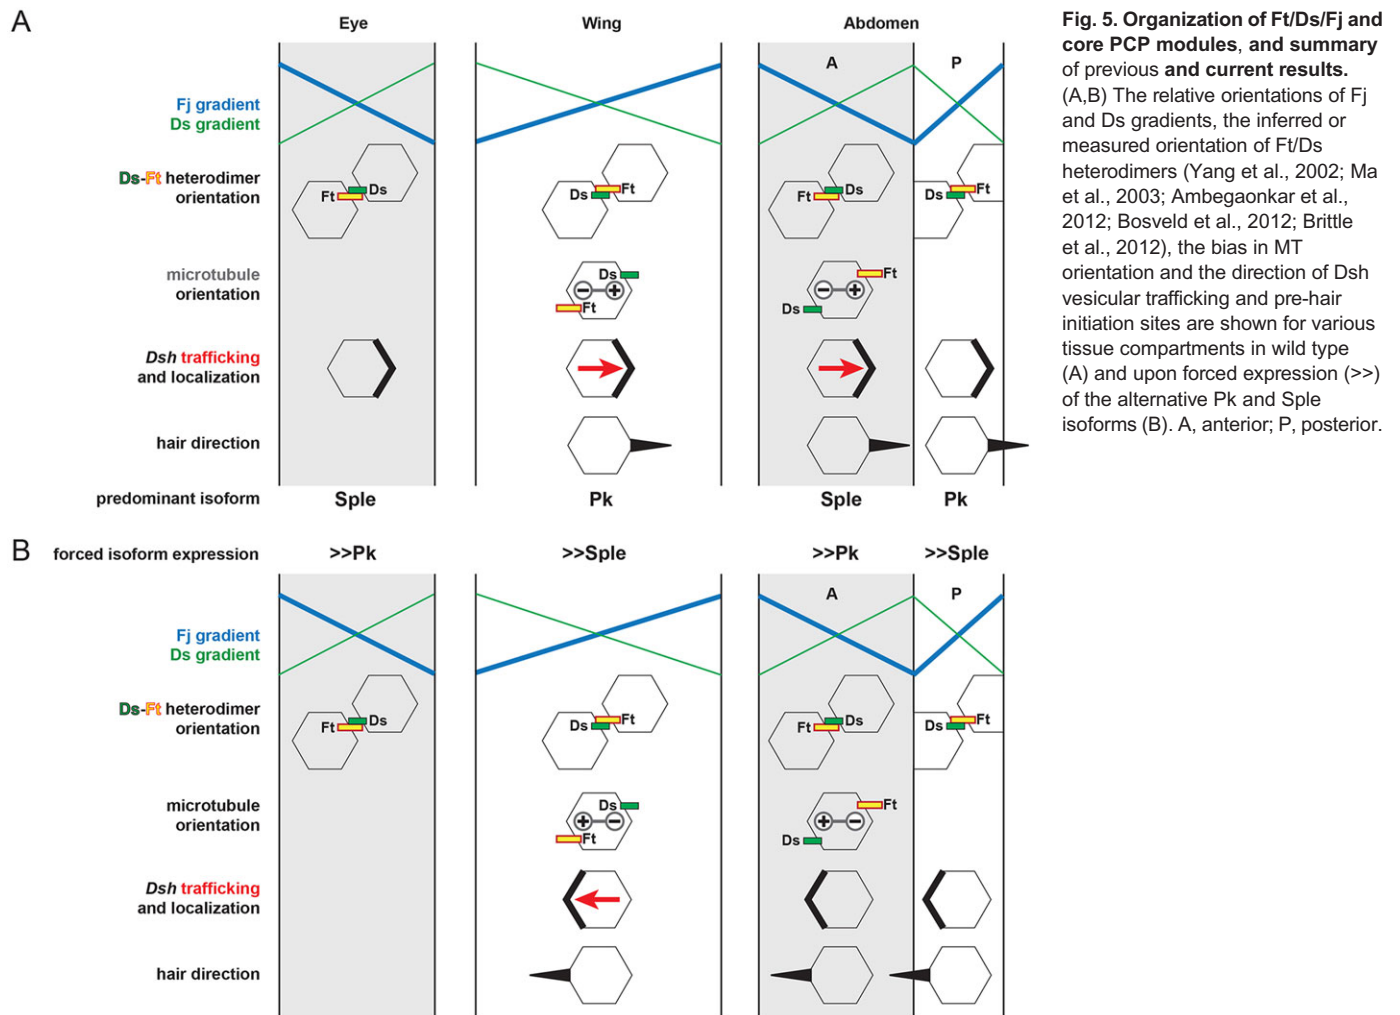 A
Eye
Wing
Abdomen
A
P
Fj gradient
Ds gradient
Ds-Ft heterodimer
orientation
Ft
Ds
Ds
Ft
Ft
Ds
Ds
Ft
microtubule
orientation
Ds
− +
Ft
Ft
− +
Ds
Dsh trafficking
and localization
hair direction
predominant isoform
Sple
Pk
Sple
Pk
B
forced isoform expression
>>Pk
>>Sple
>>Pk
>>Sple
A
P
Fj gradient
Ds gradient
Ds-Ft heterodimer
orientation
Ft
Ds
Ds
Ft
Ft
Ds
Ds
Ft
microtubule
orientation
Ds
+ −
Ft
Ft
+ −
Ds
Dsh trafficking
and localization
hair direction
Fig. 5. Organization of Ft/Ds/Fj and
core PCP modules, and summary
of previous and current results.
(A,B) The relative orientations of Fj
and Ds gradients, the inferred or
measured orientation of Ft/Ds
heterodimers (Yang et al., 2002; Ma
et al., 2003; Ambegaonkar et al.,
2012; Bosveld et al., 2012; Brittle
et al., 2012), the bias in MT
orientation and the direction of Dsh
vesicular trafficking and pre-hair
initiation sites are shown for various
tissue compartments in wild type
(A) and upon forced expression (>>)
of the alternative Pk and Sple
isoforms (B). A, anterior; P, posterior.